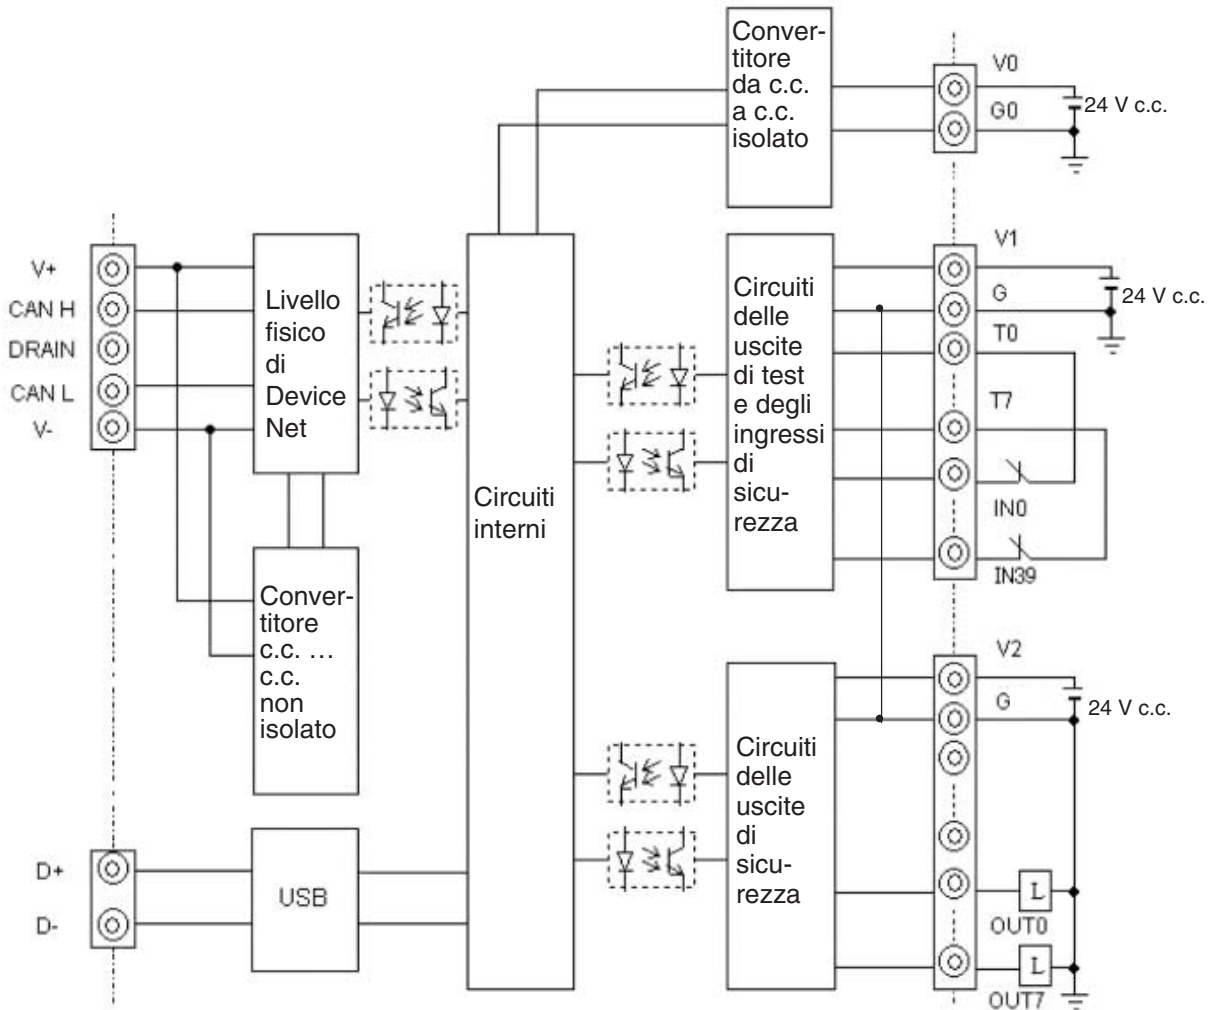 Conver-
titore
da c.c.
a c.c.
isolato
V0
G0
24 V c.c.
V+
CAN H
DRAIN
CAN L
V-
Livello
fisico
di
Device
Net
Circuiti
interni
Circuiti
delle
uscite
di test
e degli
ingressi
di
sicu-
rezza
V1
G
T0
T7
IN0
IN39
24 V c.c.
Conver-
titore
c.c. ...
c.c.
non
isolato
Circuiti
delle
uscite
di
sicu-
rezza
V2
G
24 V c.c.
L
OUT0
L
OUT7
D+
D-
USB